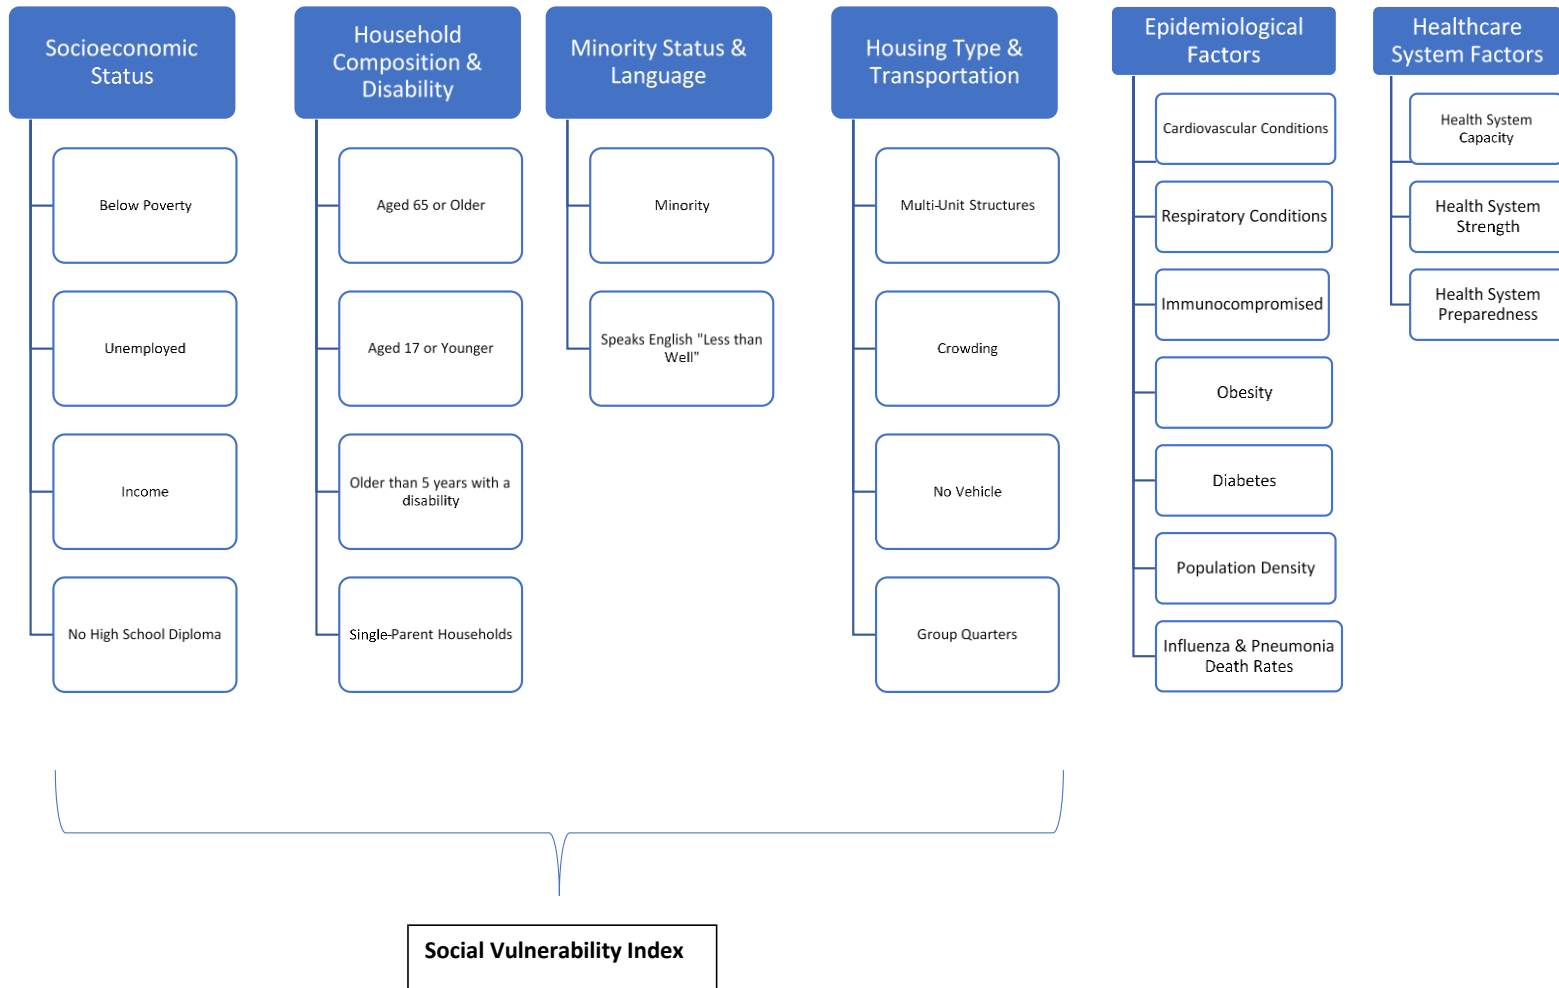 Socioeconomic
Status
Below Poverty
Unemployed
Income
No High School Diploma
Household
Composition &
Disability
Aged 65 or Older
Aged 17 or Younger
Older than 5 years with a
disability
Single-Parent Households
Minority Status &
Language
Minority
Speaks English "Less than
Well"
Housing Type &
Transportation
Multi-Unit Structures
Crowding
No Vehicle
Group Quarters
Epidemiological
Factors
Cardiovascular Conditions
Respiratory Conditions
Immunocompromised
Obesity
Diabetes
Population Density
Influenza & Pneumonia
Death Rates
Healthcare
System Factors
Health System
Capacity
Health System
Strength
Health System
Preparedness
Social Vulnerability Index